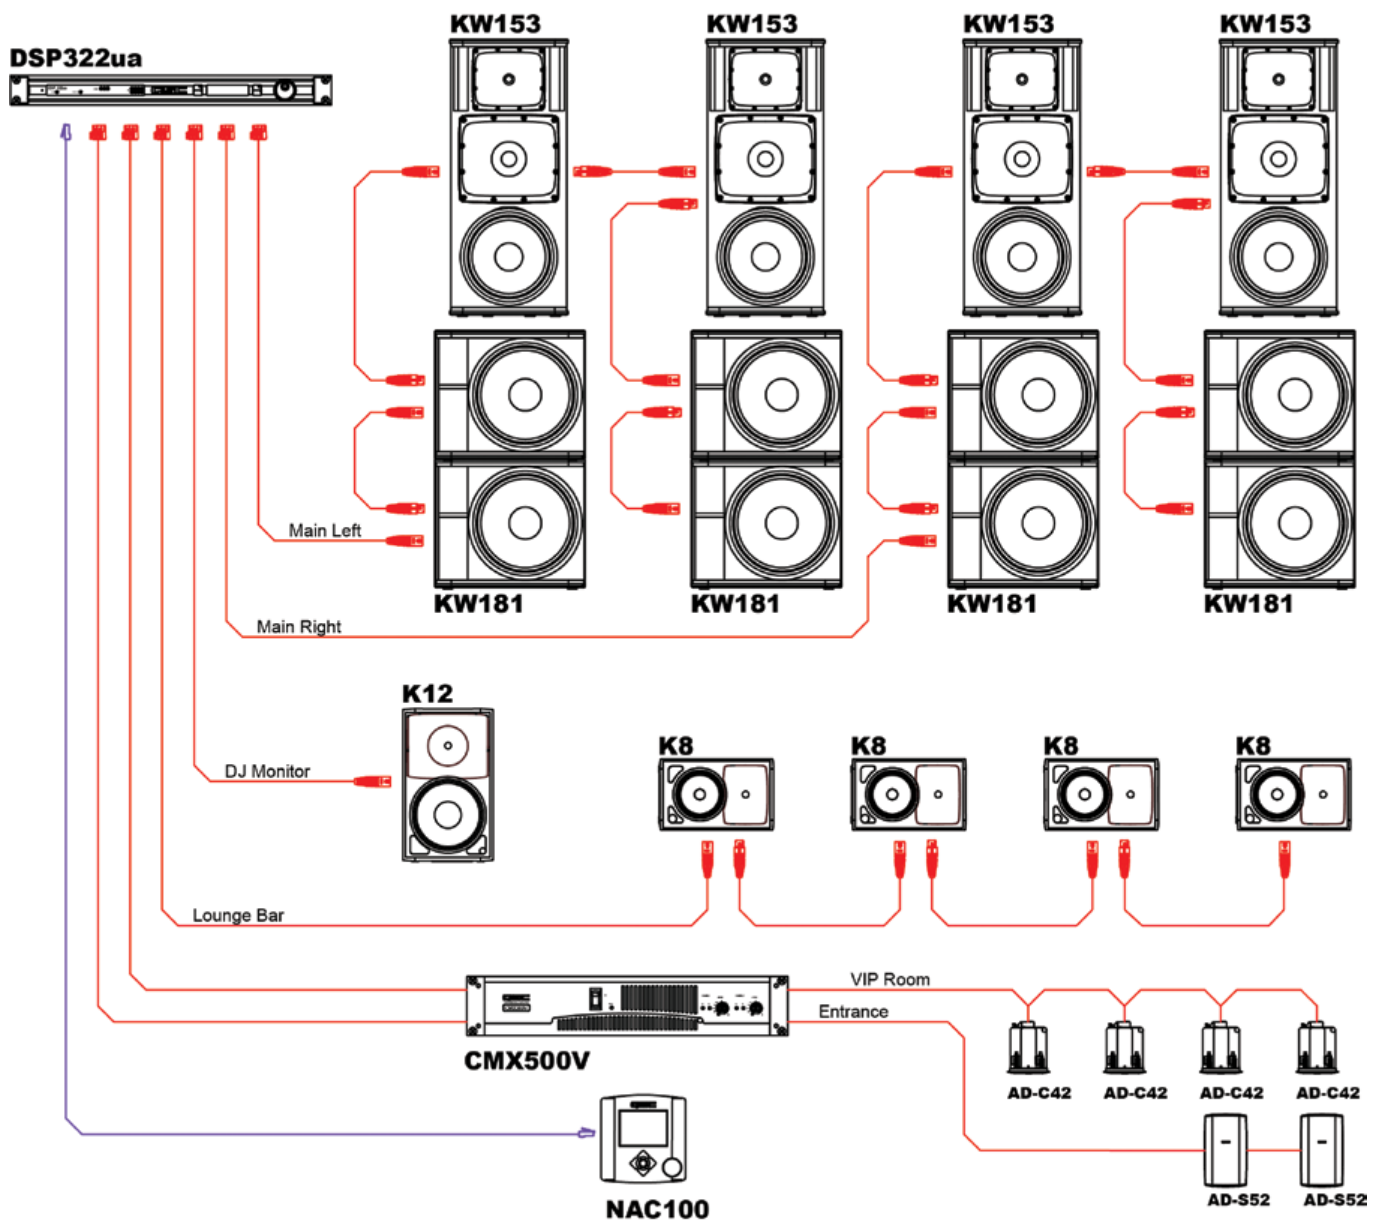 KW153 KW153 KW153 KW153
DSP322ua
Main Left
KW181 KW181 KW181 KW181
Main Right
K12
K8 K8 K8 K8
DJ Monitor
Lounge Bar
VIP Room
Entrance
CMX500V
AD-C42 AD-C42 AD-C42 AD-C42
NAC100
AD-S52 AD-S52